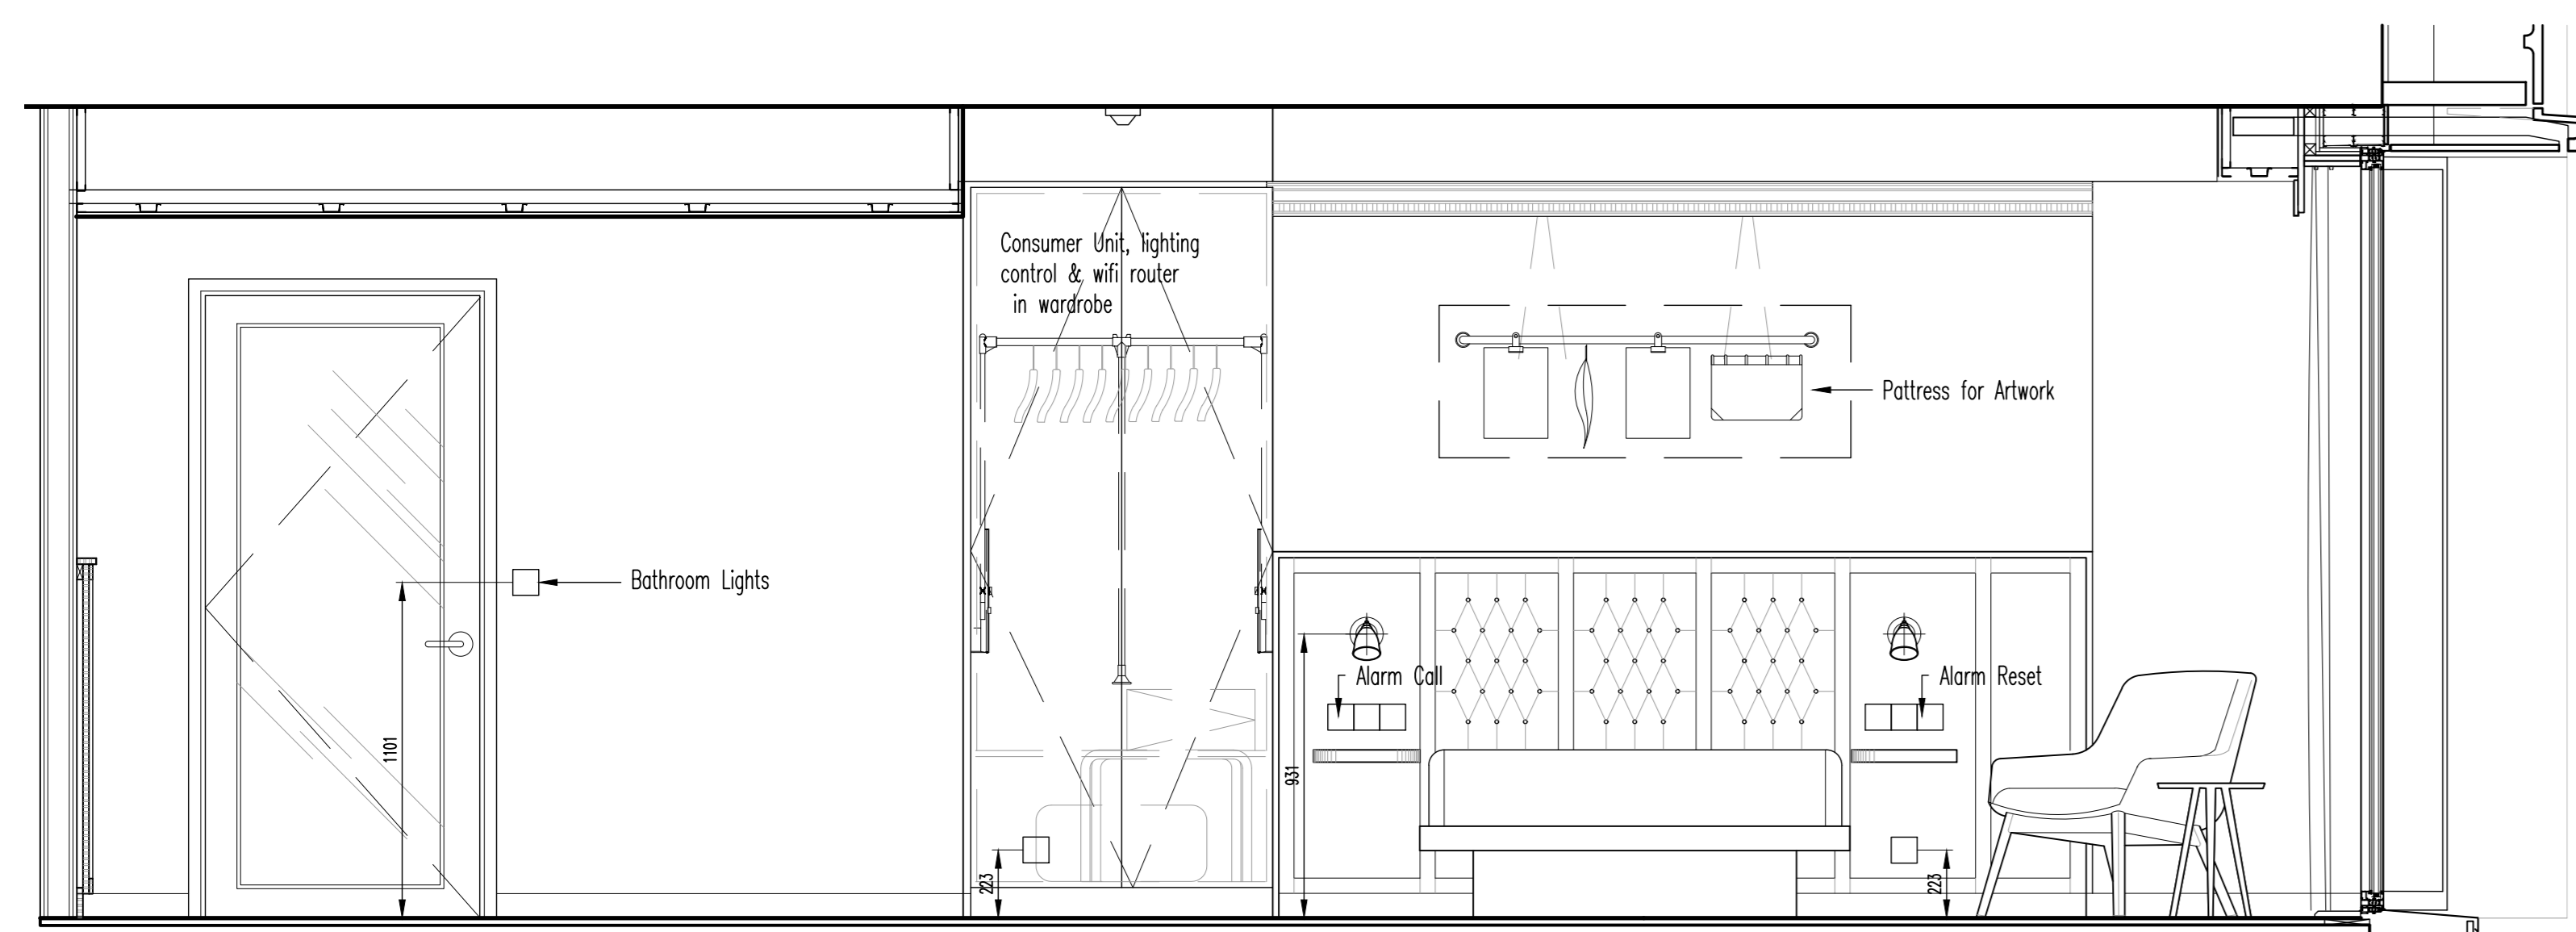 Consumer Unit, lighting
control & wifi router
in wardrobe
Pattress for Artwork
Bathroom Lights
Alarm Call
Alarm Reset
1101
931
223
223